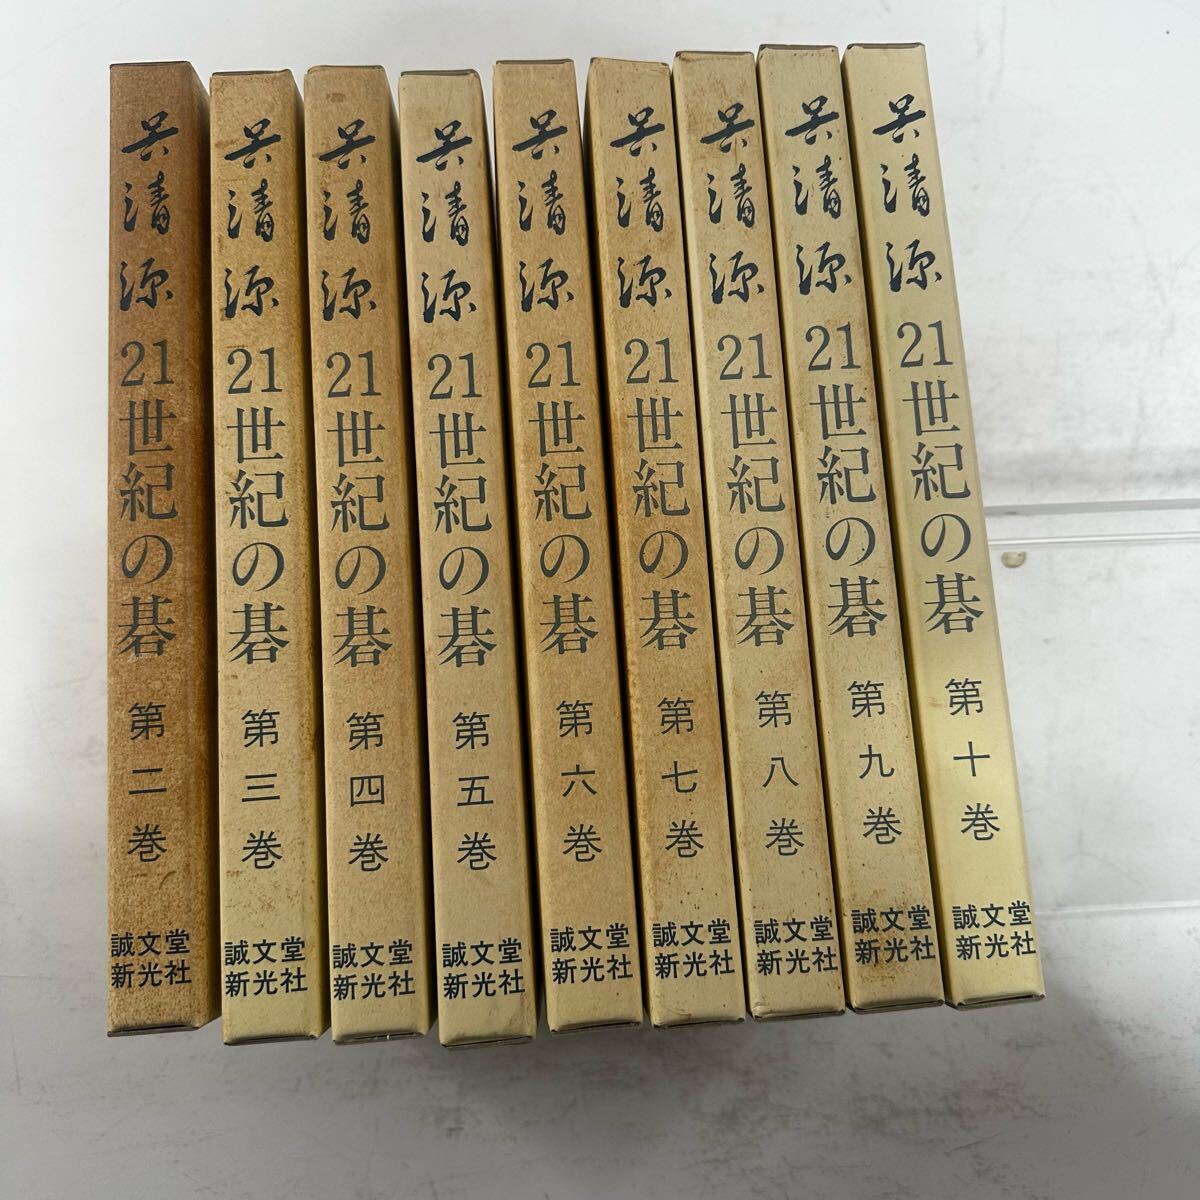 呉清源 21世紀の碁 第二巻
誠文堂
新光社
呉清源 21世紀の碁 第三巻
誠文堂
新光社
呉清源 21世紀の碁 第四巻
誠文堂
新光社
呉清源 21世紀の碁 第五巻
誠文堂
新光社
呉清源 21世紀の碁 第六巻
誠文堂
新光社
呉清源 21世紀の碁 第七巻
誠文堂
新光社
呉清源 21世紀の碁 第八巻
誠文堂
新光社
呉清源 21世紀の碁 第九巻
誠文堂
新光社
呉清源 21世紀の碁 第十巻
誠文堂
新光社